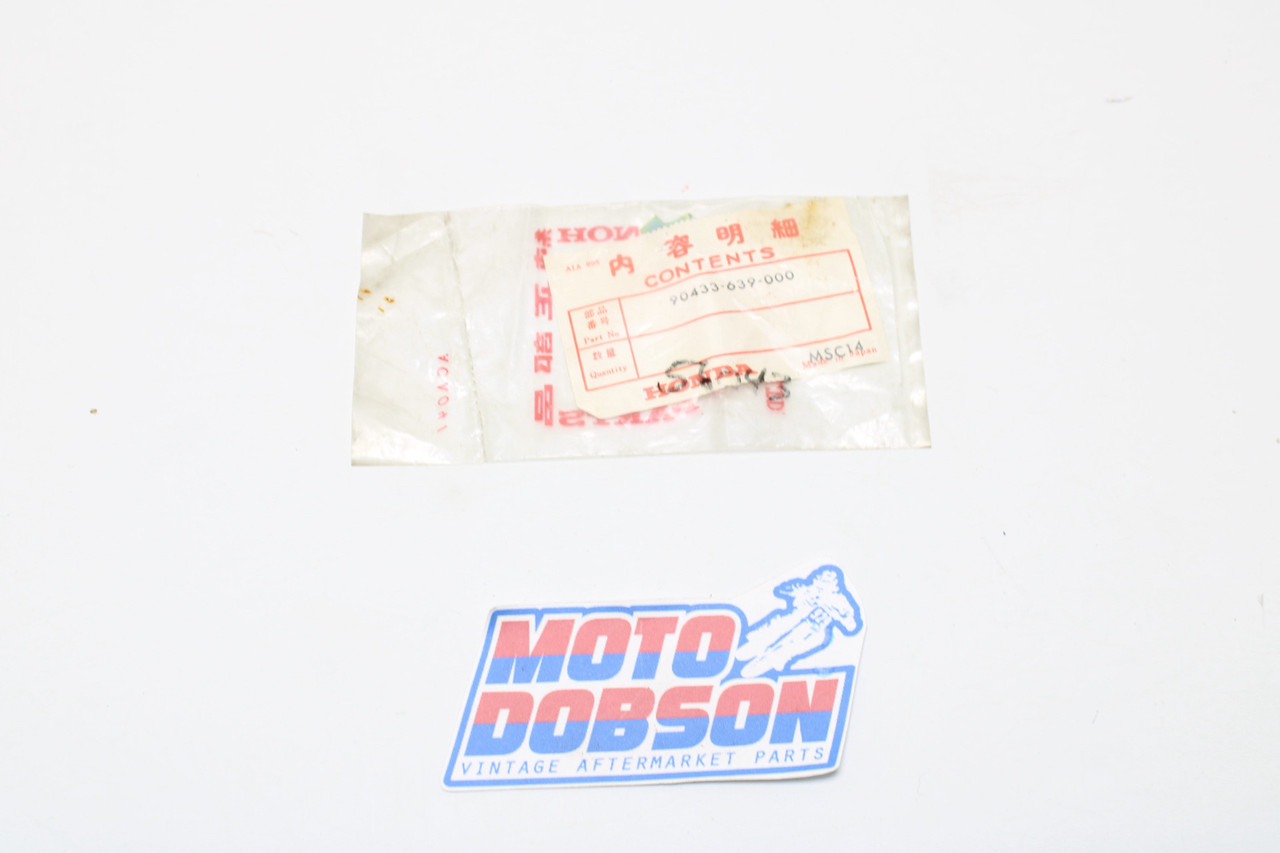 HON
内容明細
CONTENTS
部品
番号
Part No
90433-639-000
数量
Quantity
MSC14
Made in Japan
HONDA
MOTO
DOBSON
VINTAGE AFTERMARKET PARTS